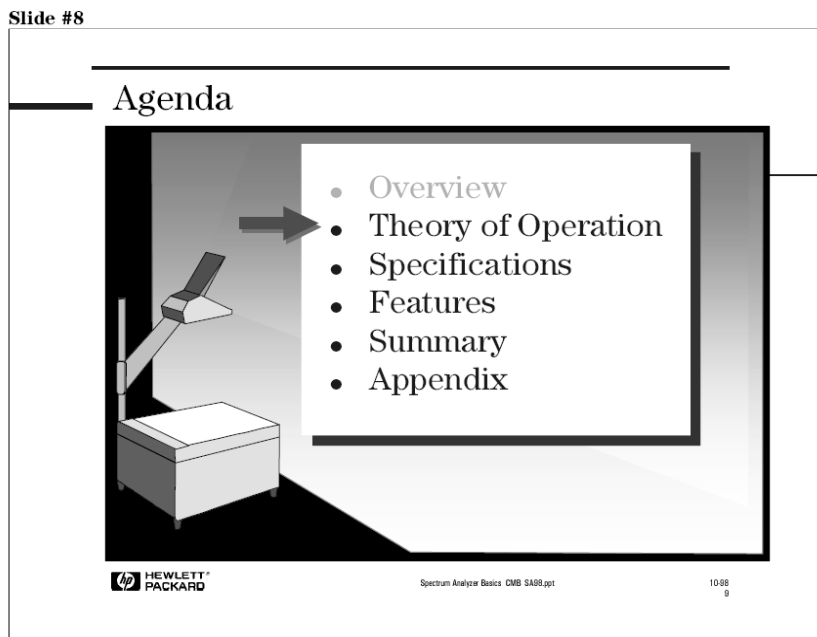 Slide #8
Agenda
Overview
Theory of Operation
Specifications
Features
Summary
Appendix
hp HEWLETT®
PACKARD
Spectrum Analyzer Basics CMB SA98.ppt
10-98
9